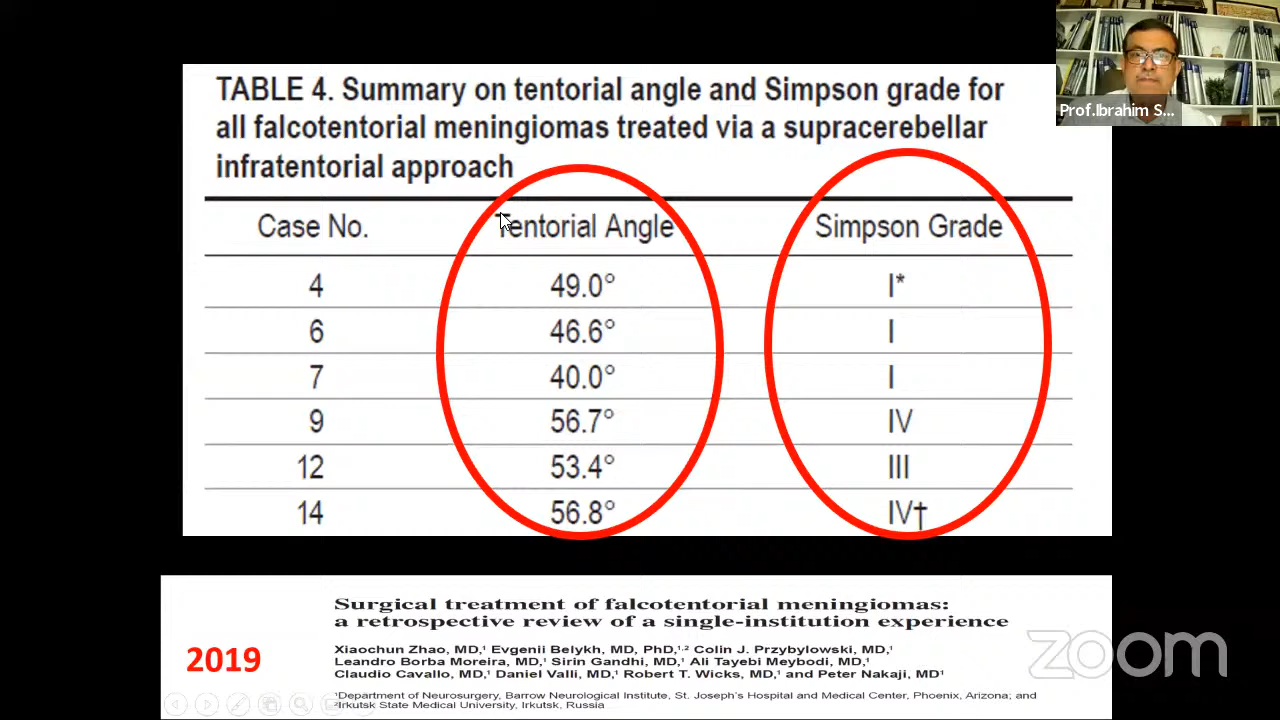 Prof.Ibrahim S...
TABLE 4. Summary on tentorial angle and Simpson grade for
all falcotentorial meningiomas treated via a supracerebellar
infratentorial approach
Case No. Tentorial Angle Simpson Grade
4 49.0° I*
6 46.6° I
7 40.0° I
9 56.7° IV
12 53.4° III
14 56.8° IV†
Surgical treatment of falcotentorial meningiomas:
a retrospective review of a single-institution experience
2019
Xiaochun Zhao, MD,¹ Evgenii Belykh, MD, PhD,¹·² Colin J. Przybylowski, MD,¹
Leandro Borba Moreira, MD,¹ Sirin Gandhi, MD,¹ Ali Tayebi Meybodi, MD,¹
Claudio Cavallo, MD,¹ Daniel Valli, MD,¹ Robert T. Wicks, MD,¹ and Peter Nakaji, MD¹
¹Department of Neurosurgery, Barrow Neurological Institute, St. Joseph's Hospital and Medical Center, Phoenix, Arizona; and
²Irkutsk State Medical University, Irkutsk, Russia
zoom